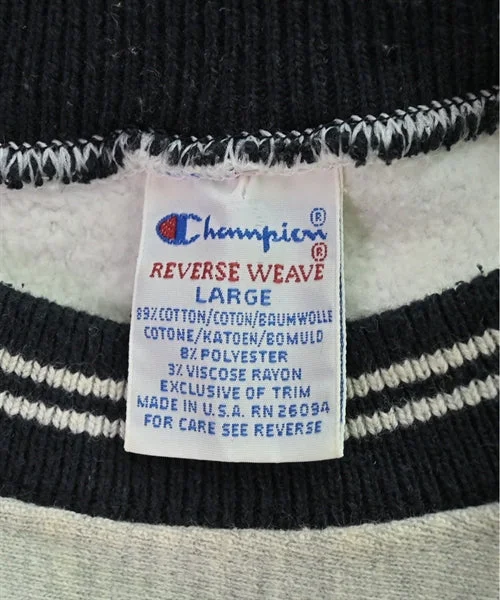 Champion®
REVERSE WEAVE®
LARGE
89% COTTON/COTON/BAUMWOLLE
COTONE/KATOEN/BOMULD
8% POLYESTER
3% VISCOSE RAYON
EXCLUSIVE OF TRIM
MADE IN U.S.A. RN 26094
FOR CARE SEE REVERSE